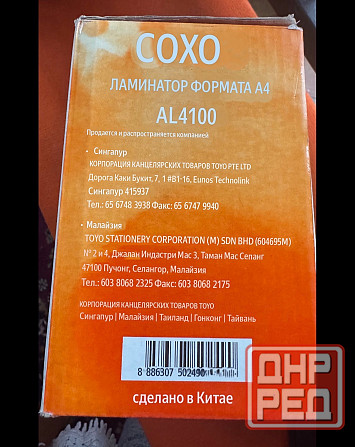 COXO
ЛАМИНАТОР ФОРМАТА А4
AL4100
Продается и распространяется компанией
• Сингапур
КОРПОРАЦИЯ КАНЦЕЛЯРСКИХ ТОВАРОВ TOYO PTE LTD
Дорога Каки Букит, 7, 1 #B1-16, Eunos Technolink
Сингапур 415937
Тел.: 65 6748 3938 Факс: 65 6747 9940
• Малайзия
TOYO STATIONERY CORPORATION (M) SDN BHD (604695M)
№ 2 и 4, Джалан Индастри Мас 3, Таман Мас Сепанг
47100 Пучонг, Селангор, Малайзия
Тел.: 603 8068 2325 Факс: 603 8068 2175
КОРПОРАЦИЯ КАНЦЕЛЯРСКИХ ТОВАРОВ TOYO
Сингапур | Малайзия | Таиланд | Гонконг | Тайвань
8 886307 502490
сделано в Китае
ДНР
РЕД